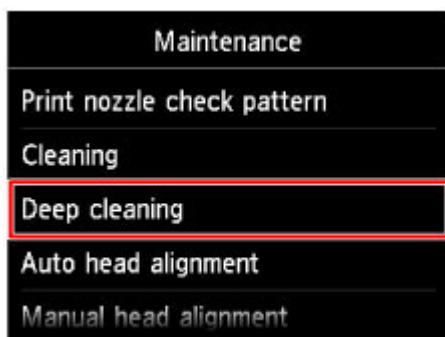 Maintenance
Print nozzle check pattern
Cleaning
Deep cleaning
Auto head alignment
Manual head alignment